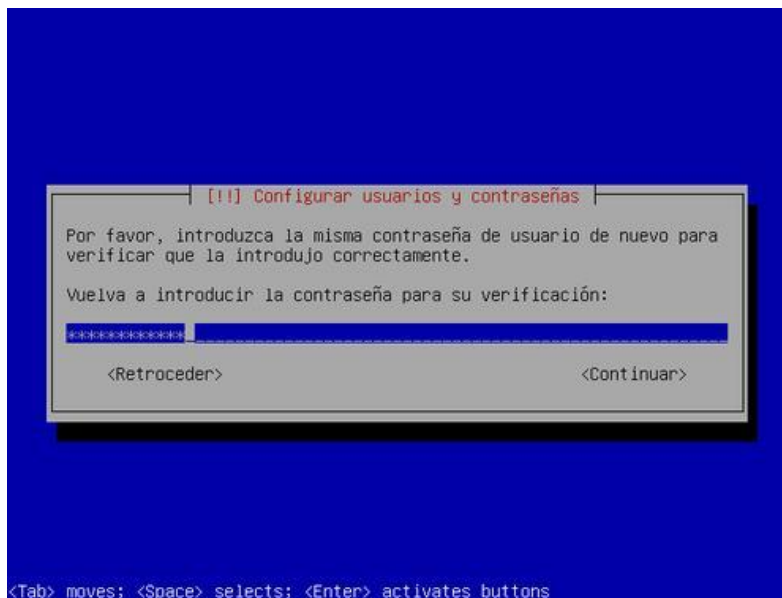 [!!] Configurar usuarios y contraseñas
Por favor, introduzca la misma contraseña de usuario de nuevo para
verificar que la introdujo correctamente.
Vuelva a introducir la contraseña para su verificación:
*************
<Retroceder> <Continuar>
<Tab> moves; <Space> selects; <Enter> activates buttons